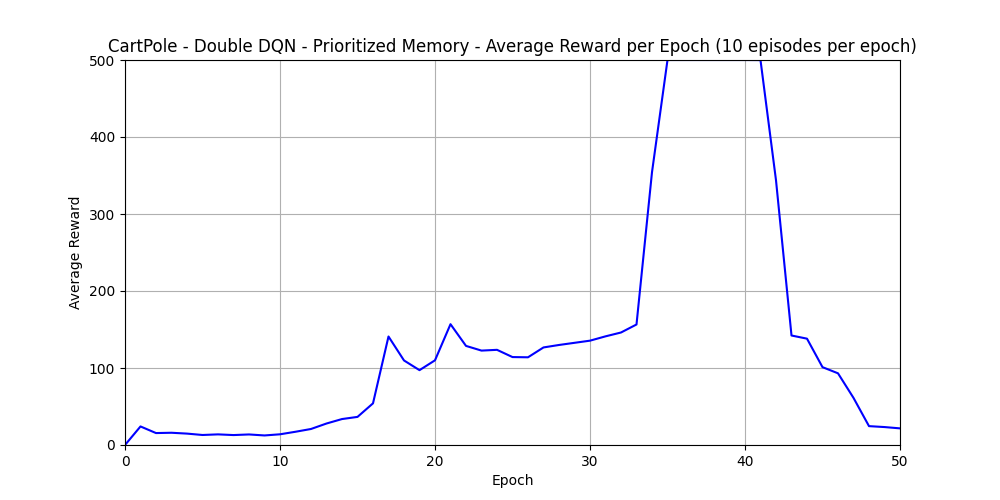 CartPole - Double DQN - Prioritized Memory - Average Reward per Epoch (10 episodes per epoch)
500
400
300
200
100
0
Average Reward
0 10 20 30 40 50
Epoch